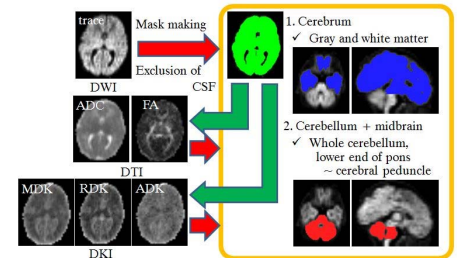 trace
Mask making
Exclusion of
CSF
DWI
ADC
FA
DTI
MDK
RDK
ADK
DKI
1. Cerebrum
✓ Gray and white matter
2. Cerebellum + midbrain
✓ Whole cerebellum,
lower end of pons
~ cerebral peduncle